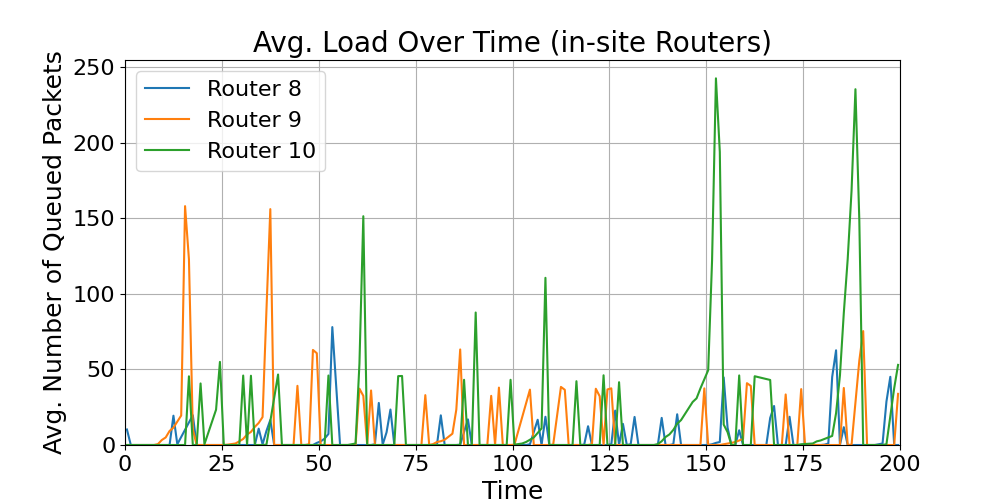 Avg. Load Over Time (in-site Routers)
Avg. Number of Queued Packets
250
200
150
100
50
0
Router 8
Router 9
Router 10
0 25 50 75 100 125 150 175 200
Time